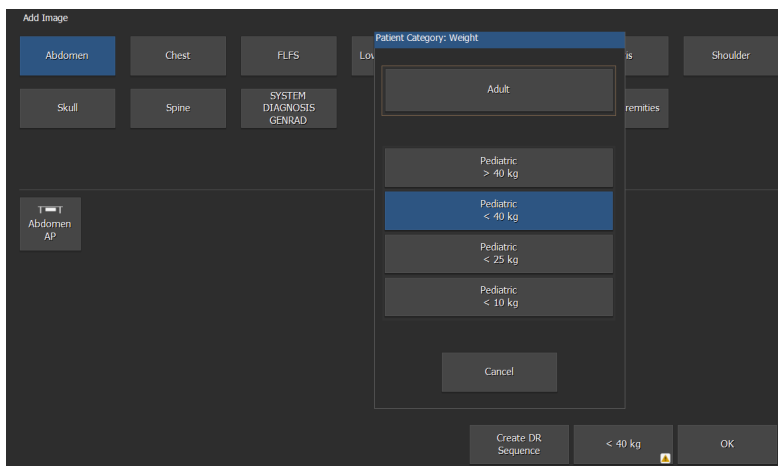 Add Image
Patient Category: Weight
Abdomen
Chest
FLFS
is
Shoulder
Adult
Skull
Spine
SYSTEM
DIAGNOSIS
GENRAD
remities
Pediatric
> 40 kg
Pediatric
< 40 kg
Pediatric
< 25 kg
Pediatric
< 10 kg
Abdomen
AP
Cancel
Create DR
Sequence
< 40 kg
OK